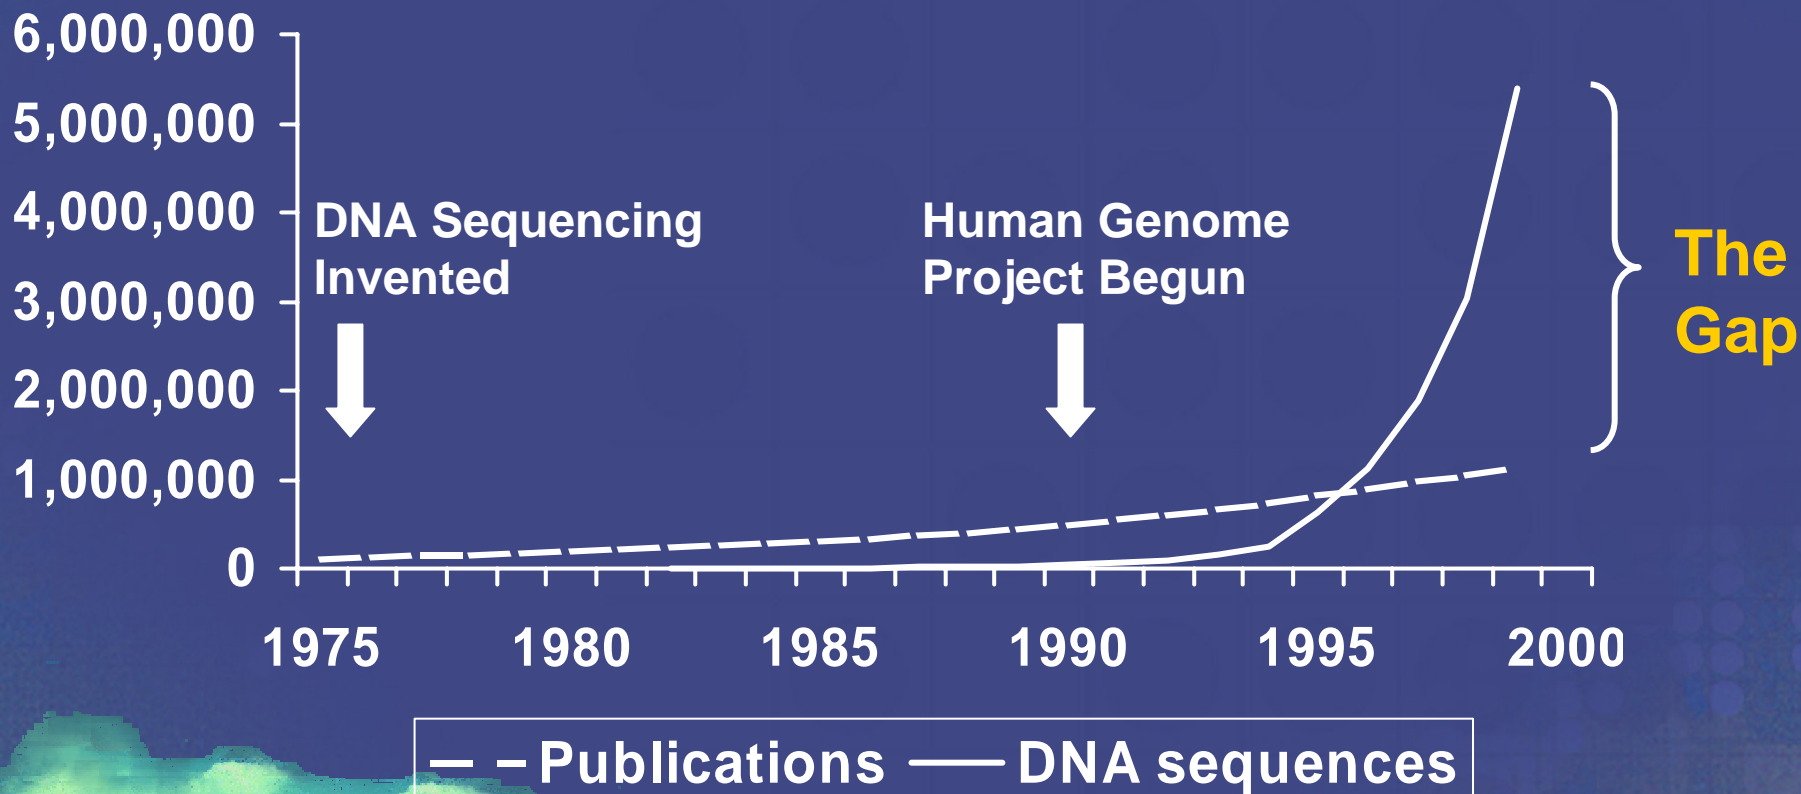 6,000,000
5,000,000
4,000,000
3,000,000
2,000,000
1,000,000
0
DNA Sequencing
Invented
Human Genome
Project Begun
The
Gap
1975 1980 1985 1990 1995 2000
Publications DNA sequences